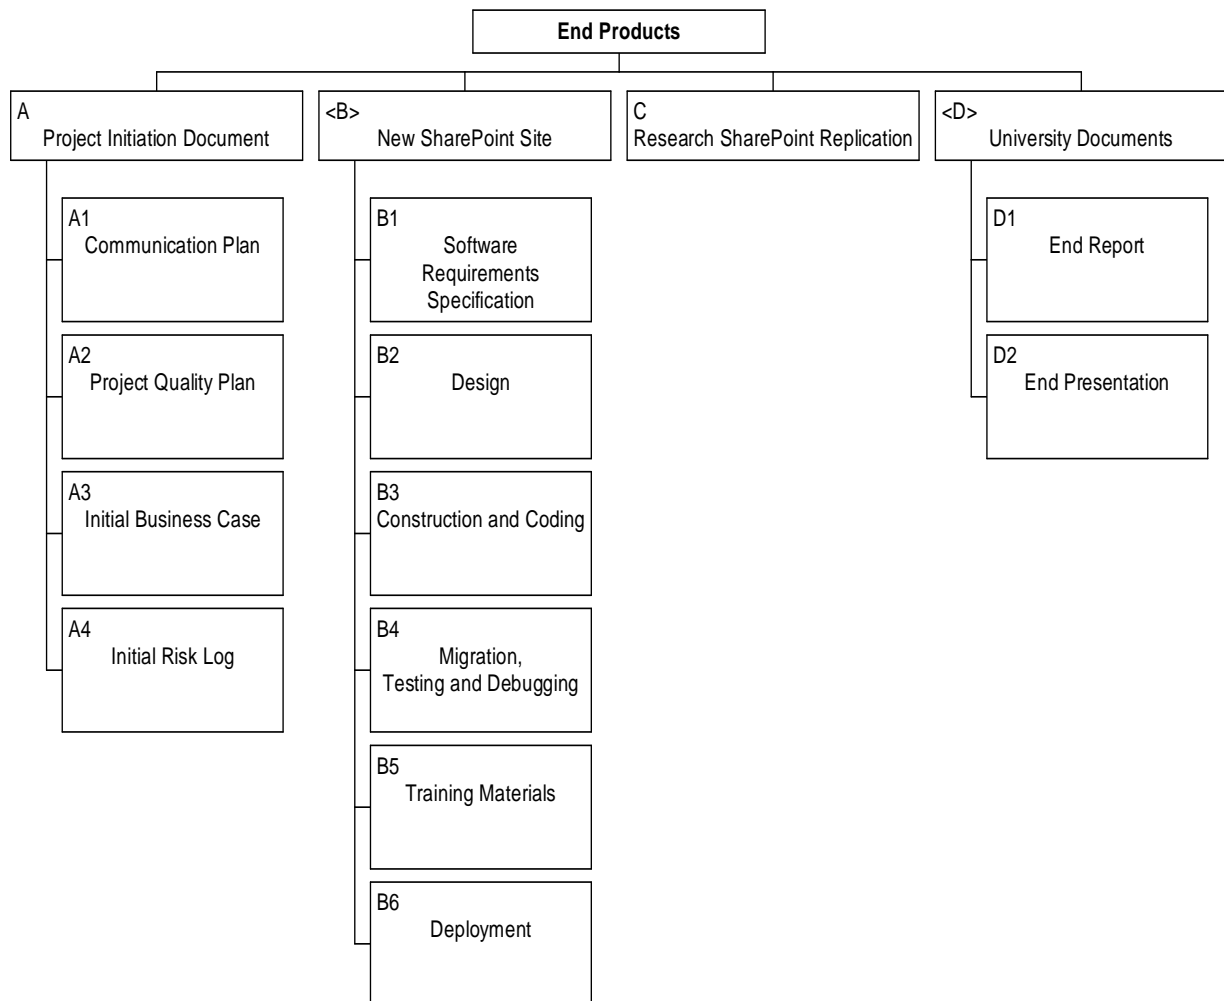 End Products
A
Project Initiation Document
<B>
New SharePoint Site
C
Research SharePoint Replication
<D>
University Documents
A1
Communication Plan
A2
Project Quality Plan
A3
Initial Business Case
A4
Initial Risk Log
B1
Software
Requirements
Specification
B2
Design
B3
Construction and Coding
B4
Migration,
Testing and Debugging
B5
Training Materials
B6
Deployment
D1
End Report
D2
End Presentation